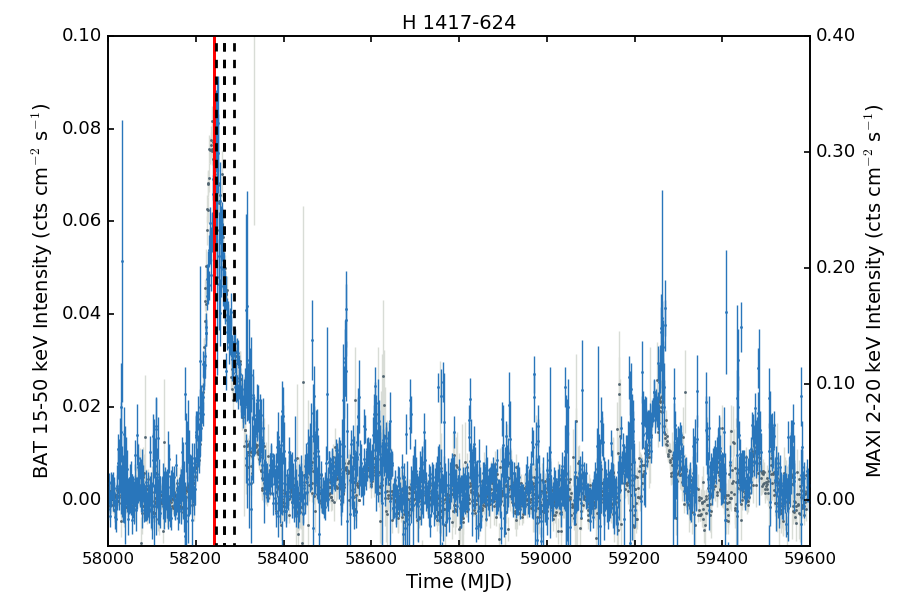 H 1417-624
0.10
0.08
0.06
0.04
0.02
0.00
BAT 15-50 keV Intensity (cts cm⁻² s⁻¹)
0.40
0.30
0.20
0.10
0.00
MAXI 2-20 keV Intensity (cts cm⁻² s⁻¹)
58000 58200 58400 58600 58800 59000 59200 59400 59600
Time (MJD)